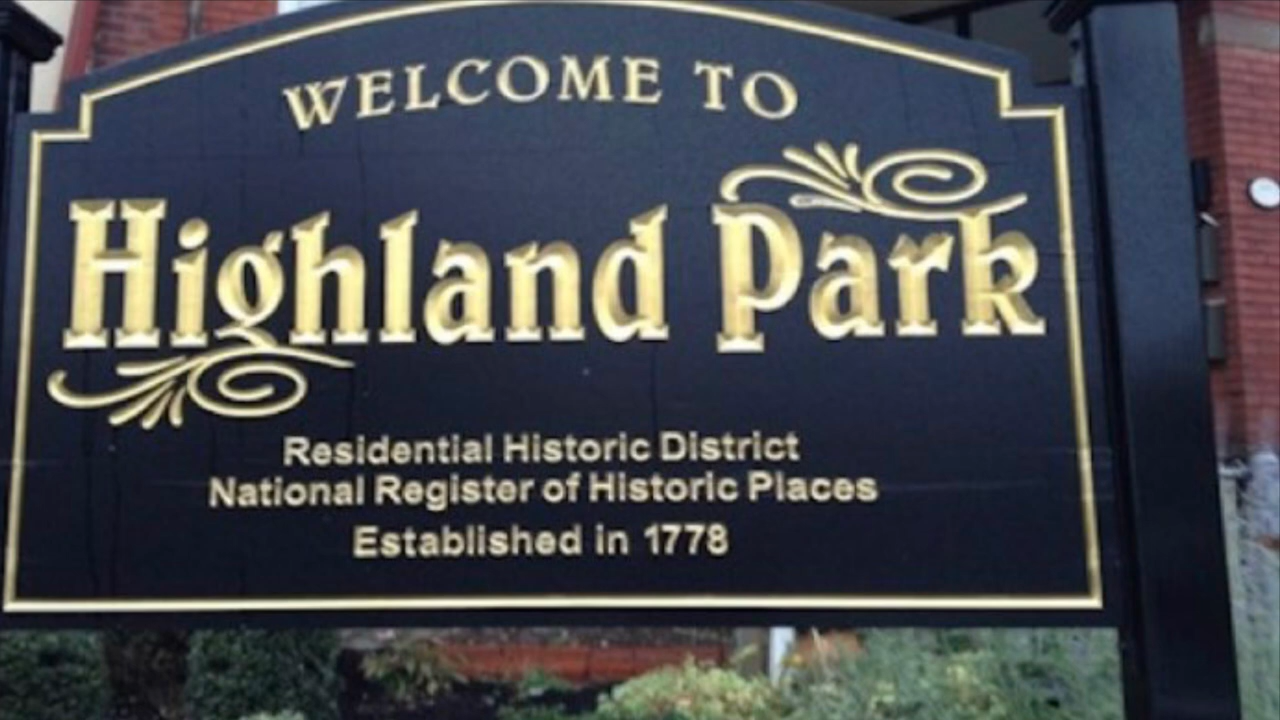 WELCOME TO
Highland Park
Residential Historic District
National Register of Historic Places
Established in 1778